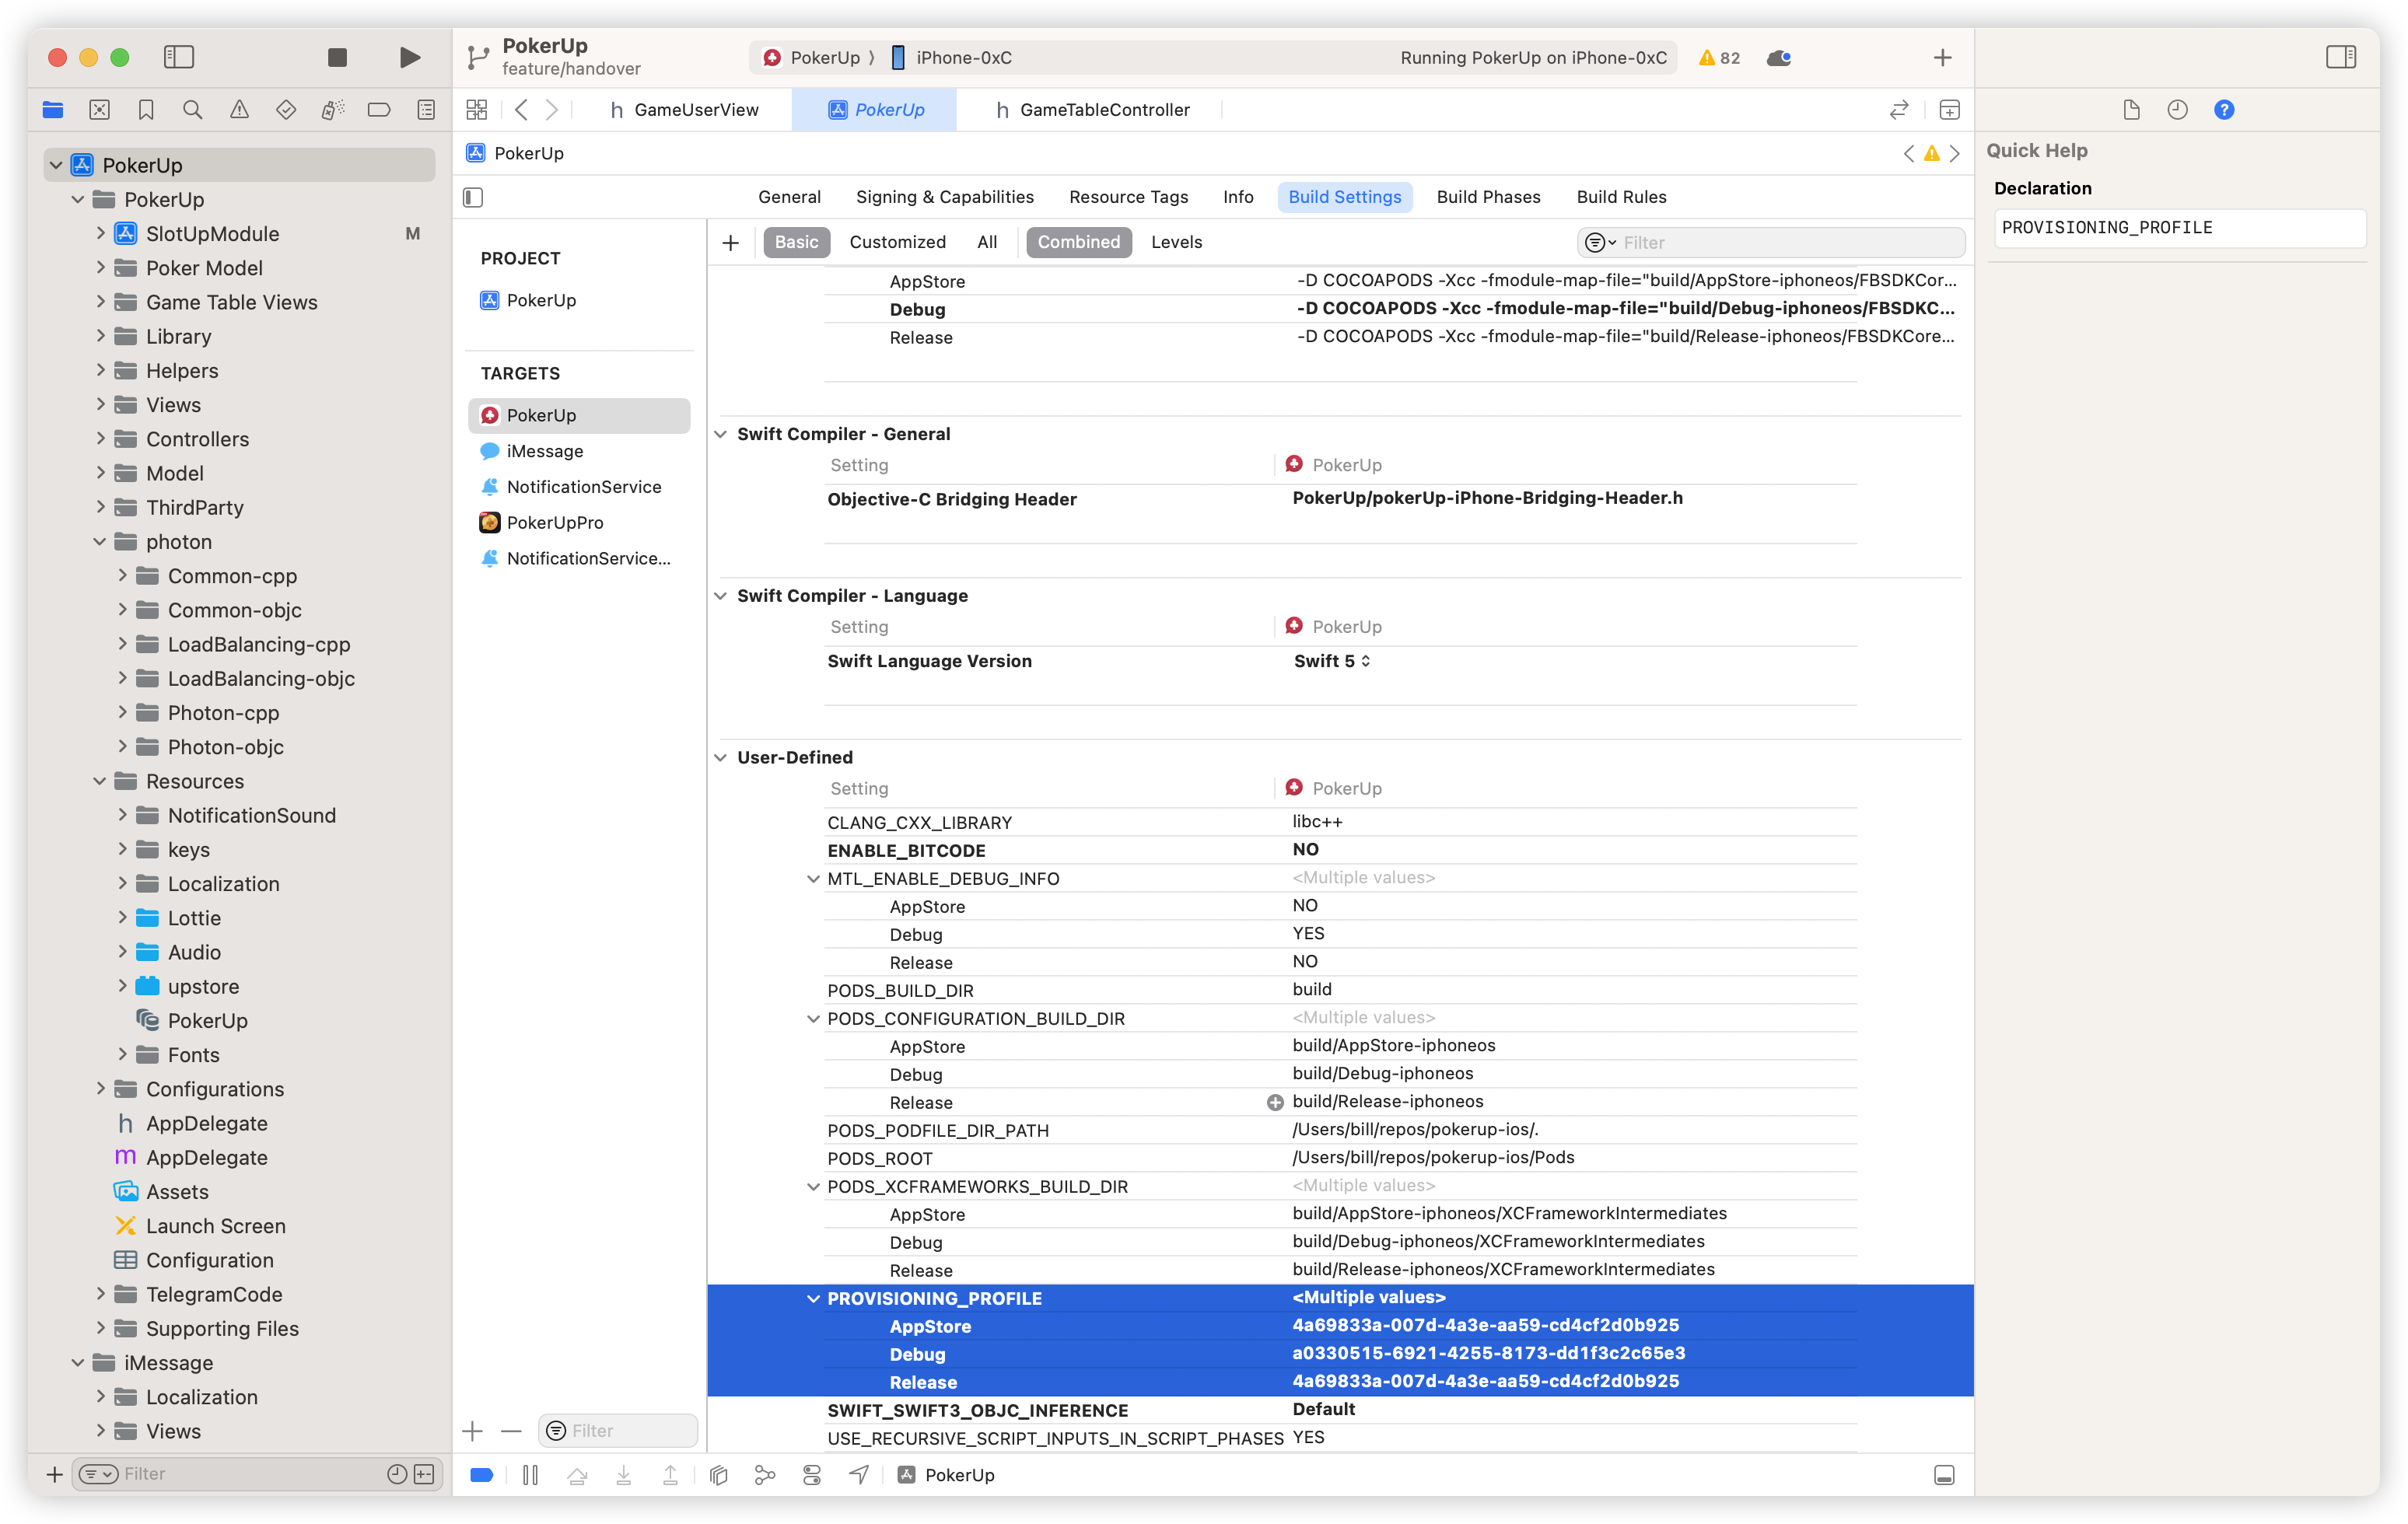 PokerUp
feature/handover
PokerUp 〉 iPhone-0xC
Running PokerUp on iPhone-0xC
82
GameUserView
PokerUp
GameTableController
PokerUp
PokerUp
SlotUpModule M
Poker Model
Game Table Views
Library
Helpers
Views
Controllers
Model
ThirdParty
photon
Common-cpp
Common-objc
LoadBalancing-cpp
LoadBalancing-objc
Photon-cpp
Photon-objc
Resources
NotificationSound
keys
Localization
Lottie
Audio
upstore
PokerUp
Fonts
Configurations
h AppDelegate
m AppDelegate
Assets
Launch Screen
Configuration
TelegramCode
Supporting Files
iMessage
Localization
Views
Filter
PokerUp
General Signing & Capabilities Resource Tags Info Build Settings Build Phases Build Rules
PROJECT
PokerUp
TARGETS
PokerUp
iMessage
NotificationService
PokerUpPro
NotificationService...
Filter
Basic Customized All Combined Levels Filter
AppStore -D COCOAPODS -Xcc -fmodule-map-file="build/AppStore-iphoneos/FBSDKCor...
Debug -D COCOAPODS -Xcc -fmodule-map-file="build/Debug-iphoneos/FBSDKC...
Release -D COCOAPODS -Xcc -fmodule-map-file="build/Release-iphoneos/FBSDKCore...
Swift Compiler - General
Setting PokerUp
Objective-C Bridging Header PokerUp/pokerUp-iPhone-Bridging-Header.h
Swift Compiler - Language
Setting PokerUp
Swift Language Version Swift 5
User-Defined
Setting PokerUp
CLANG_CXX_LIBRARY libc++
ENABLE_BITCODE NO
MTL_ENABLE_DEBUG_INFO <Multiple values>
AppStore NO
Debug YES
Release NO
PODS_BUILD_DIR build
PODS_CONFIGURATION_BUILD_DIR <Multiple values>
AppStore build/AppStore-iphoneos
Debug build/Debug-iphoneos
Release build/Release-iphoneos
PODS_PODFILE_DIR_PATH /Users/bill/repos/pokerup-ios/.
PODS_ROOT /Users/bill/repos/pokerup-ios/Pods
PODS_XCFRAMEWORKS_BUILD_DIR <Multiple values>
AppStore build/AppStore-iphoneos/XCFrameworkIntermediates
Debug build/Debug-iphoneos/XCFrameworkIntermediates
Release build/Release-iphoneos/XCFrameworkIntermediates
PROVISIONING_PROFILE <Multiple values>
AppStore 4a69833a-007d-4a3e-aa59-cd4cf2d0b925
Debug a0330515-6921-4255-8173-dd1f3c2c65e3
Release 4a69833a-007d-4a3e-aa59-cd4cf2d0b925
SWIFT_SWIFT3_OBJC_INFERENCE Default
USE_RECURSIVE_SCRIPT_INPUTS_IN_SCRIPT_PHASES YES
PokerUp
Quick Help
Declaration
PROVISIONING_PROFILE